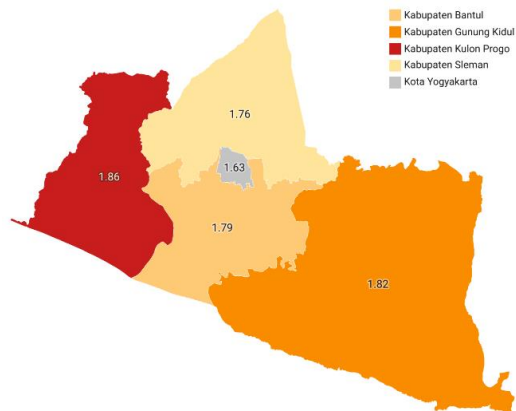 Kabupaten Bantul
Kabupaten Gunung Kidul
Kabupaten Kulon Progo
Kabupaten Sleman
Kota Yogyakarta
1.76
1.63
1.86
1.79
1.82